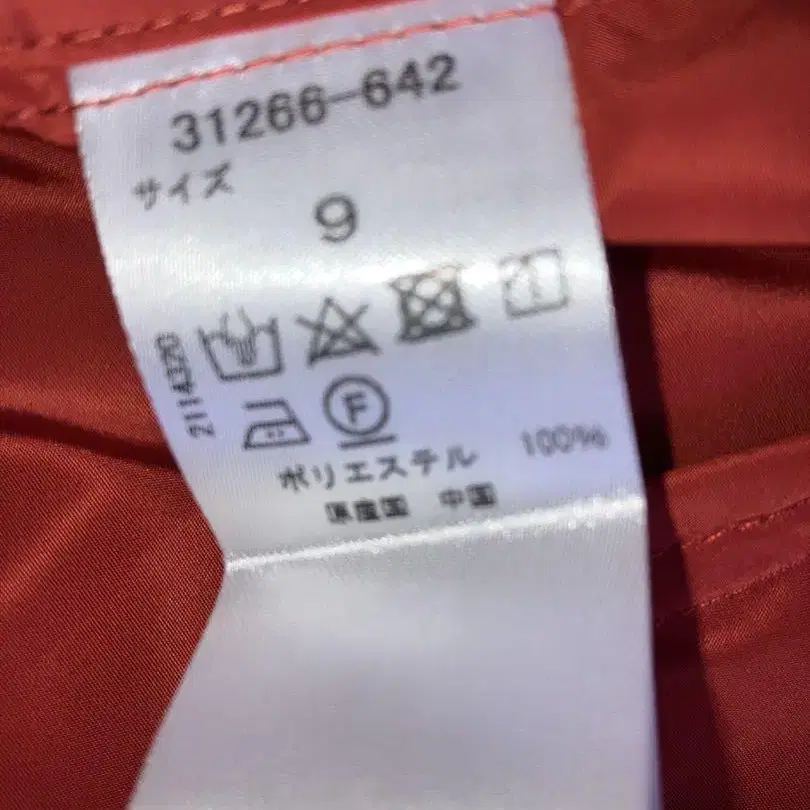 31266-642
サイズ
9
2114320
F
ポリエステル 100%
原産国 中国